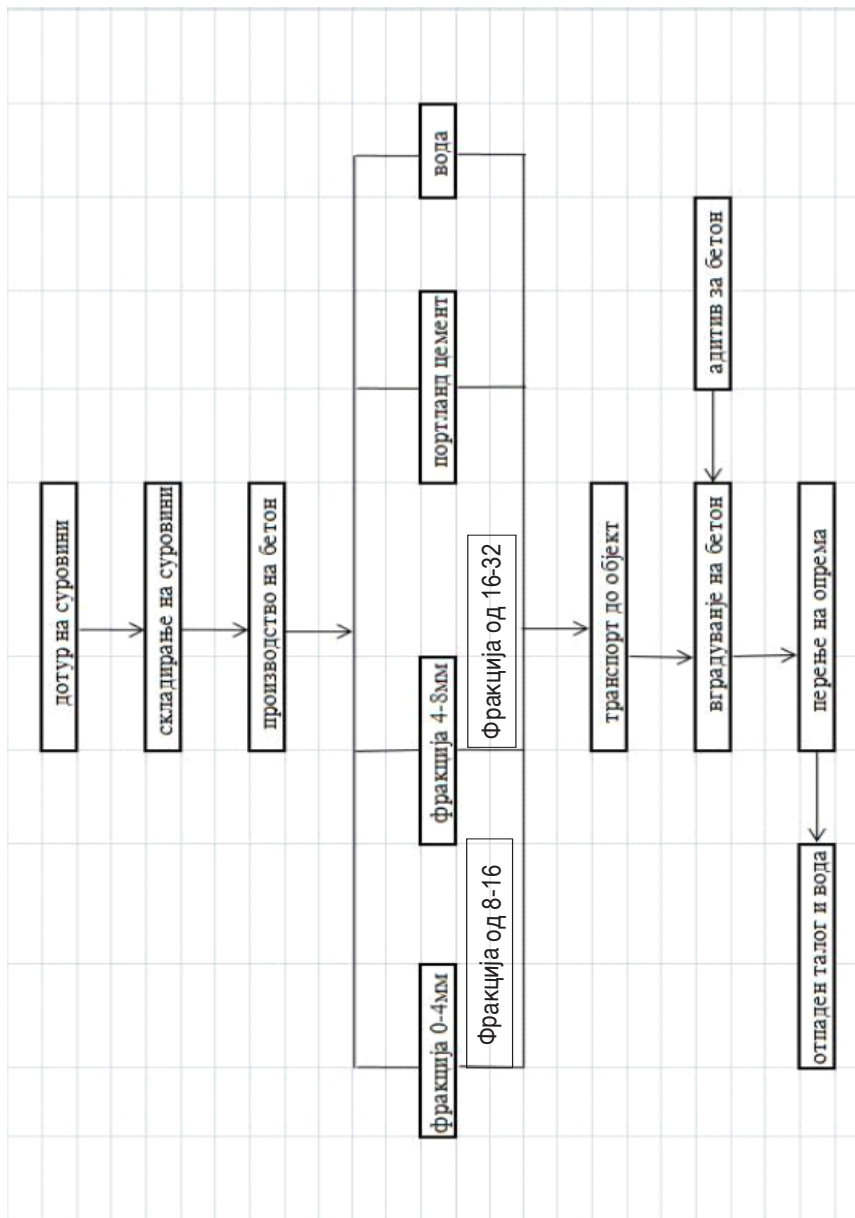 дотур на суровини
складирање на суровини
производство на бетон
фракција 0-4мм
фракција 4-8мм
портланд цемент
вода
Фракција од 8-16
Фракција од 16-32
транспорт до објект
вградуванје на бетон
адитив за бетон
перење на опрема
отпаден талог и вода